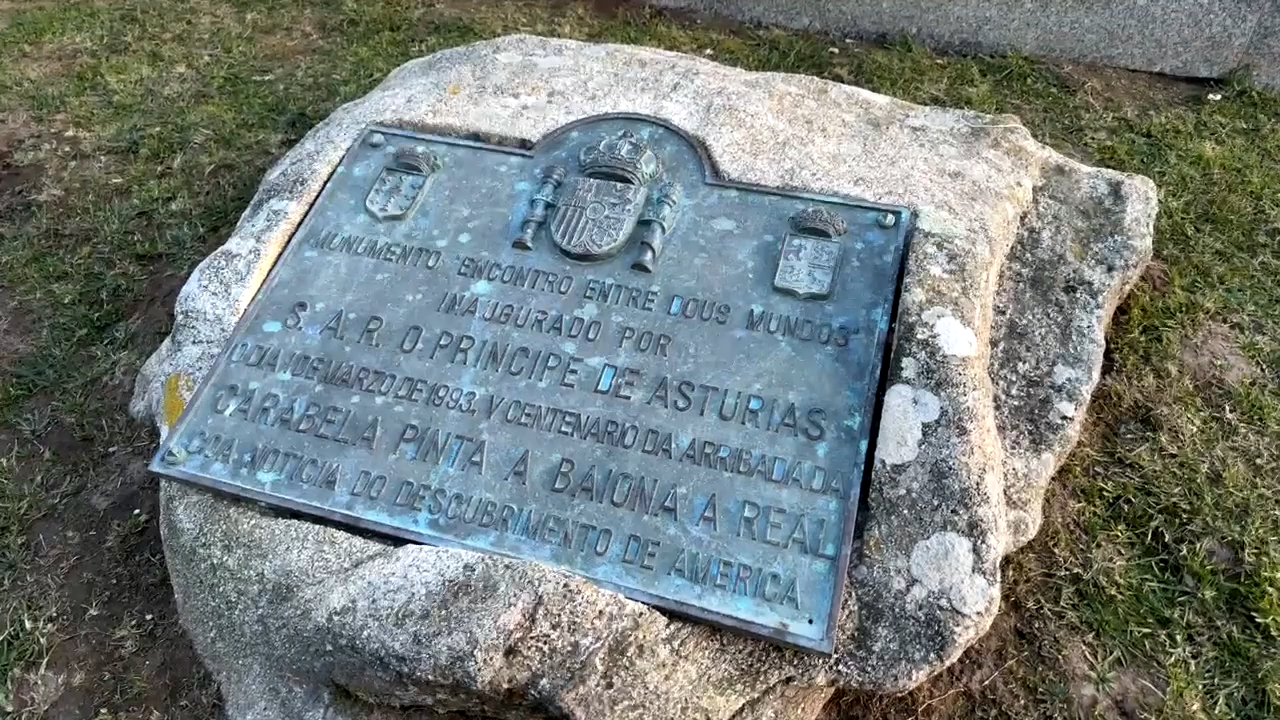 MONUMENTO "ENCONTRO ENTRE DOUS MUNDOS"
INAUGURADO POR
S. A. R. O PRINCIPE DE ASTURIAS
O DIA 1 DE MARZO DE 1993, V CENTENARIO DA ARRIBADA DA
CARABELA PINTA A BAIONA A REAL
COA NOTICIA DO DESCUBRIMENTO DE AMERICA.